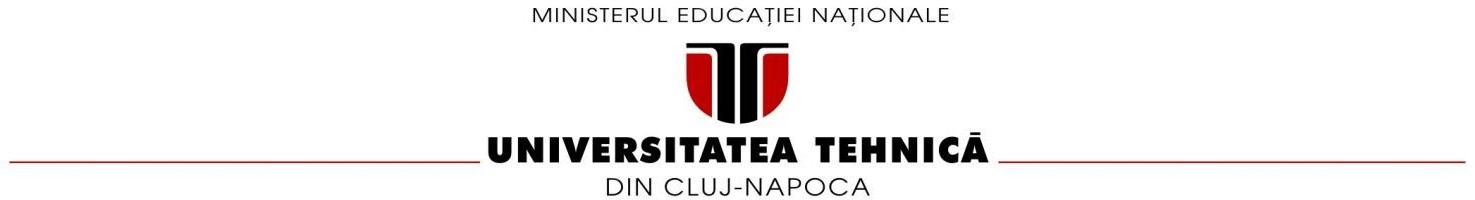 MINISTERUL EDUCAȚIEI NAȚIONALE
UNIVERSITATEA TEHNICĂ
DIN CLUJ-NAPOCA